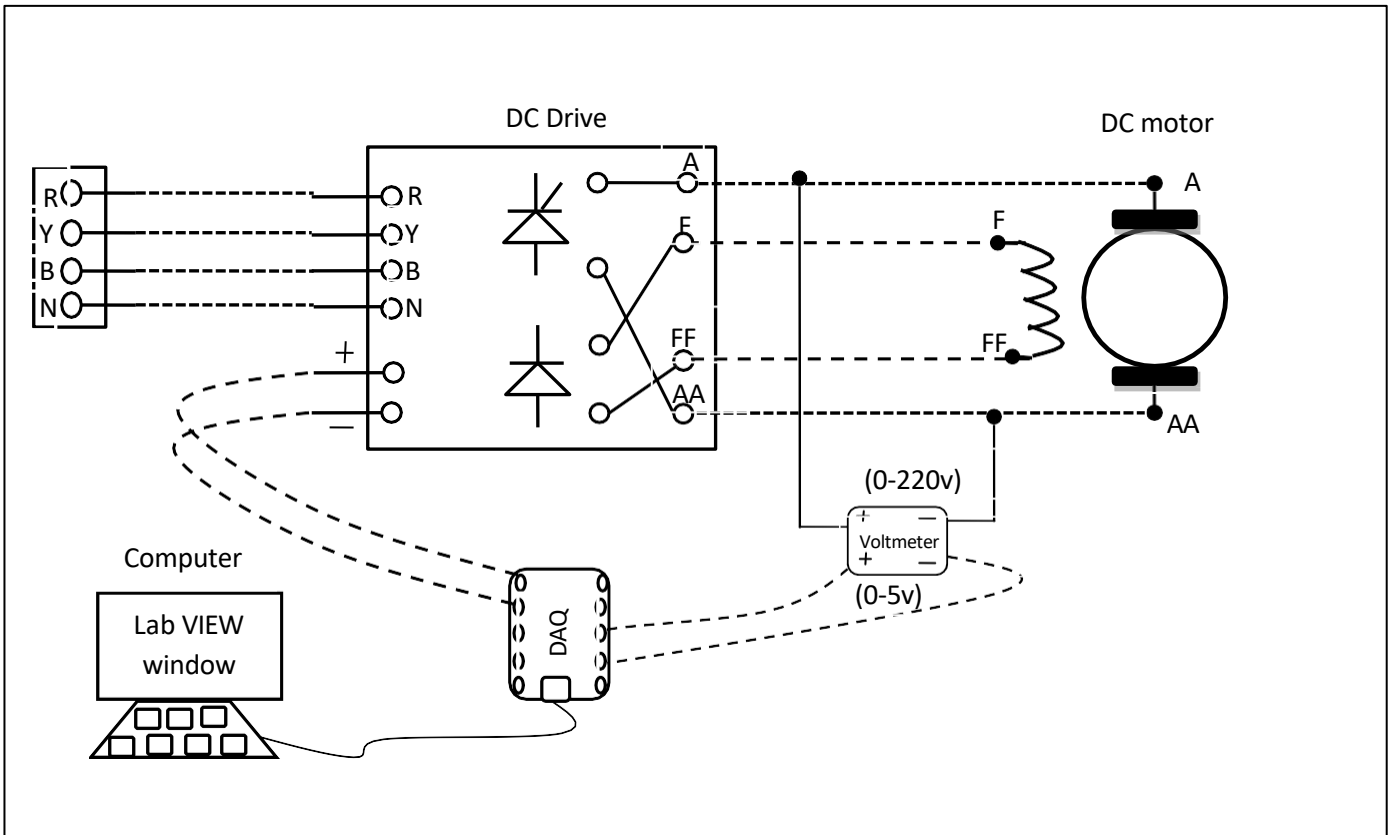 DC Drive
DC motor
R
Y
B
N
R
Y
B
N
+
−
A
F
FF
AA
F
FF
A
AA
(0-220v)
+ −
Voltmeter
+ −
(0-5v)
Computer
Lab VIEW
window
DAQ